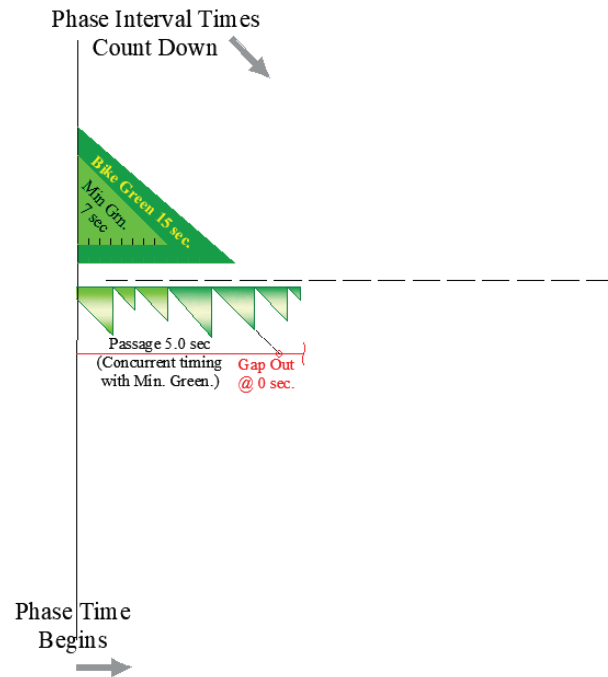 Phase Interval Times
Count Down
Bike Green 15 sec.
Min Grn.
7 sec
Passage 5.0 sec
(Concurrent timing
with Min. Green.)
Gap Out
@ 0 sec.
Phase Time
Begins